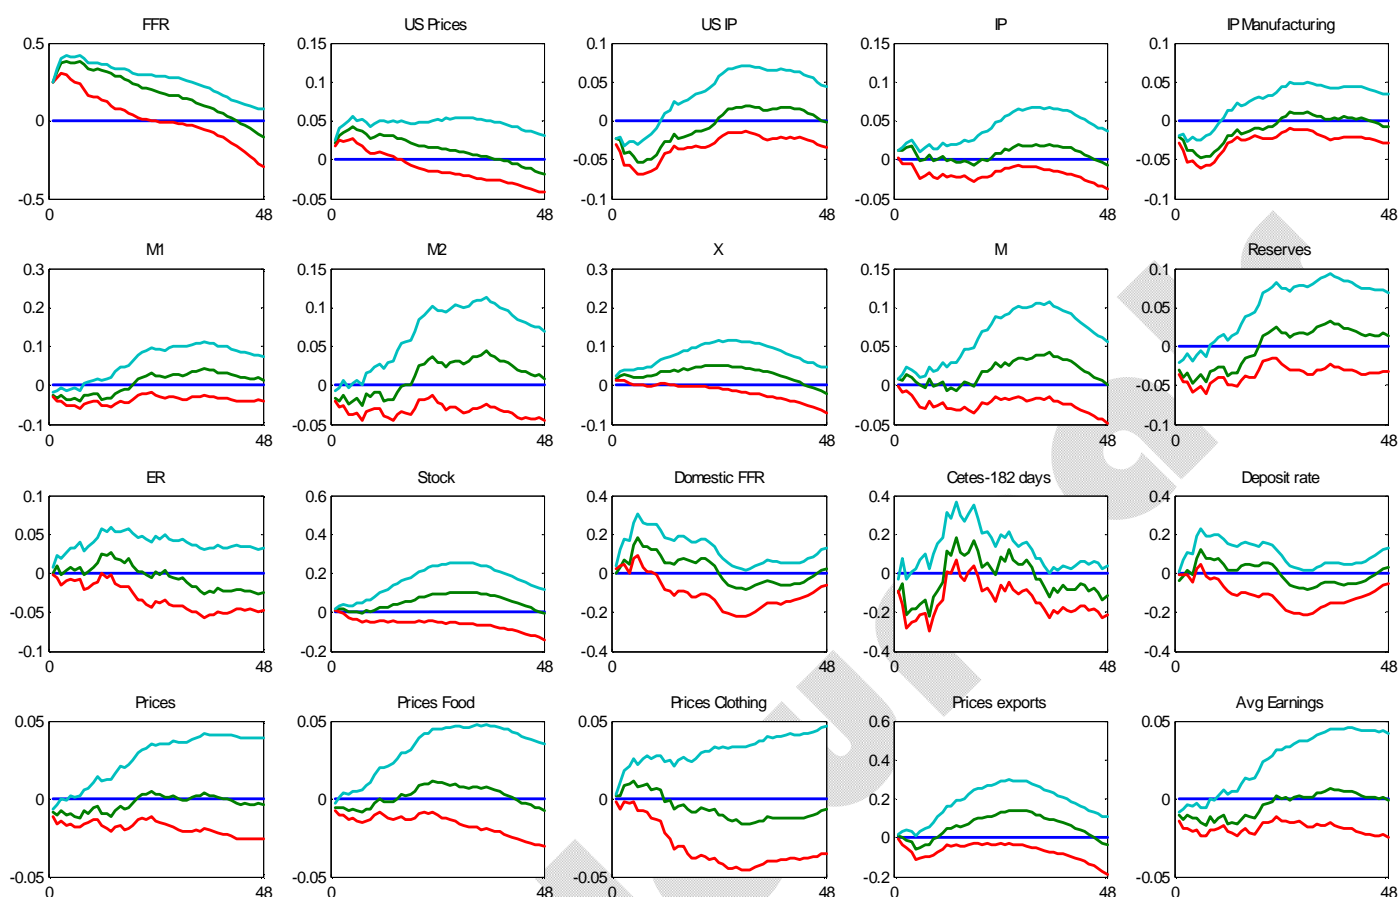 FFR US Prices US IP IP IP Manufacturing
0.5 0.15 0.1 0.1 0.1
0.1 0.05 0.05 0.05
0 0.05 0 0 0
0 -0.05
-0.5 -0.05 -0.1 -0.05 -0.1
0 48 0 48 0 48 0 48 0 48
M1 M2 X M Reserves
0.3 0.15 0.3 0.15 0.1
0.2 0.1 0.2 0.1 0.05
0.1 0.05 0.1 0.05 0
0 0 0 0 -0.05
-0.1 -0.05 -0.1 -0.05 -0.1
0 48 0 48 0 48 0 48 0 48
ER Stock Domestic FFR Cetes-182 days Deposit rate
0.1 0.6 0.4 0.4 0.4
0.05 0.4 0.2 0.2 0.2
0 0.2 0 0 0
-0.05 0 -0.2 -0.2 -0.2
-0.1 -0.2 -0.4 -0.4 -0.4
0 48 0 48 0 48 0 48 0 48
Prices Prices Food Prices Clothing Prices exports Avg Earnings
0.05 0.05 0.05 0.6 0.05
0.4
0 0 0 0.2 0
0
-0.05 -0.05 -0.05 -0.2 -0.05
0 48 0 48 0 48 0 48 0 48